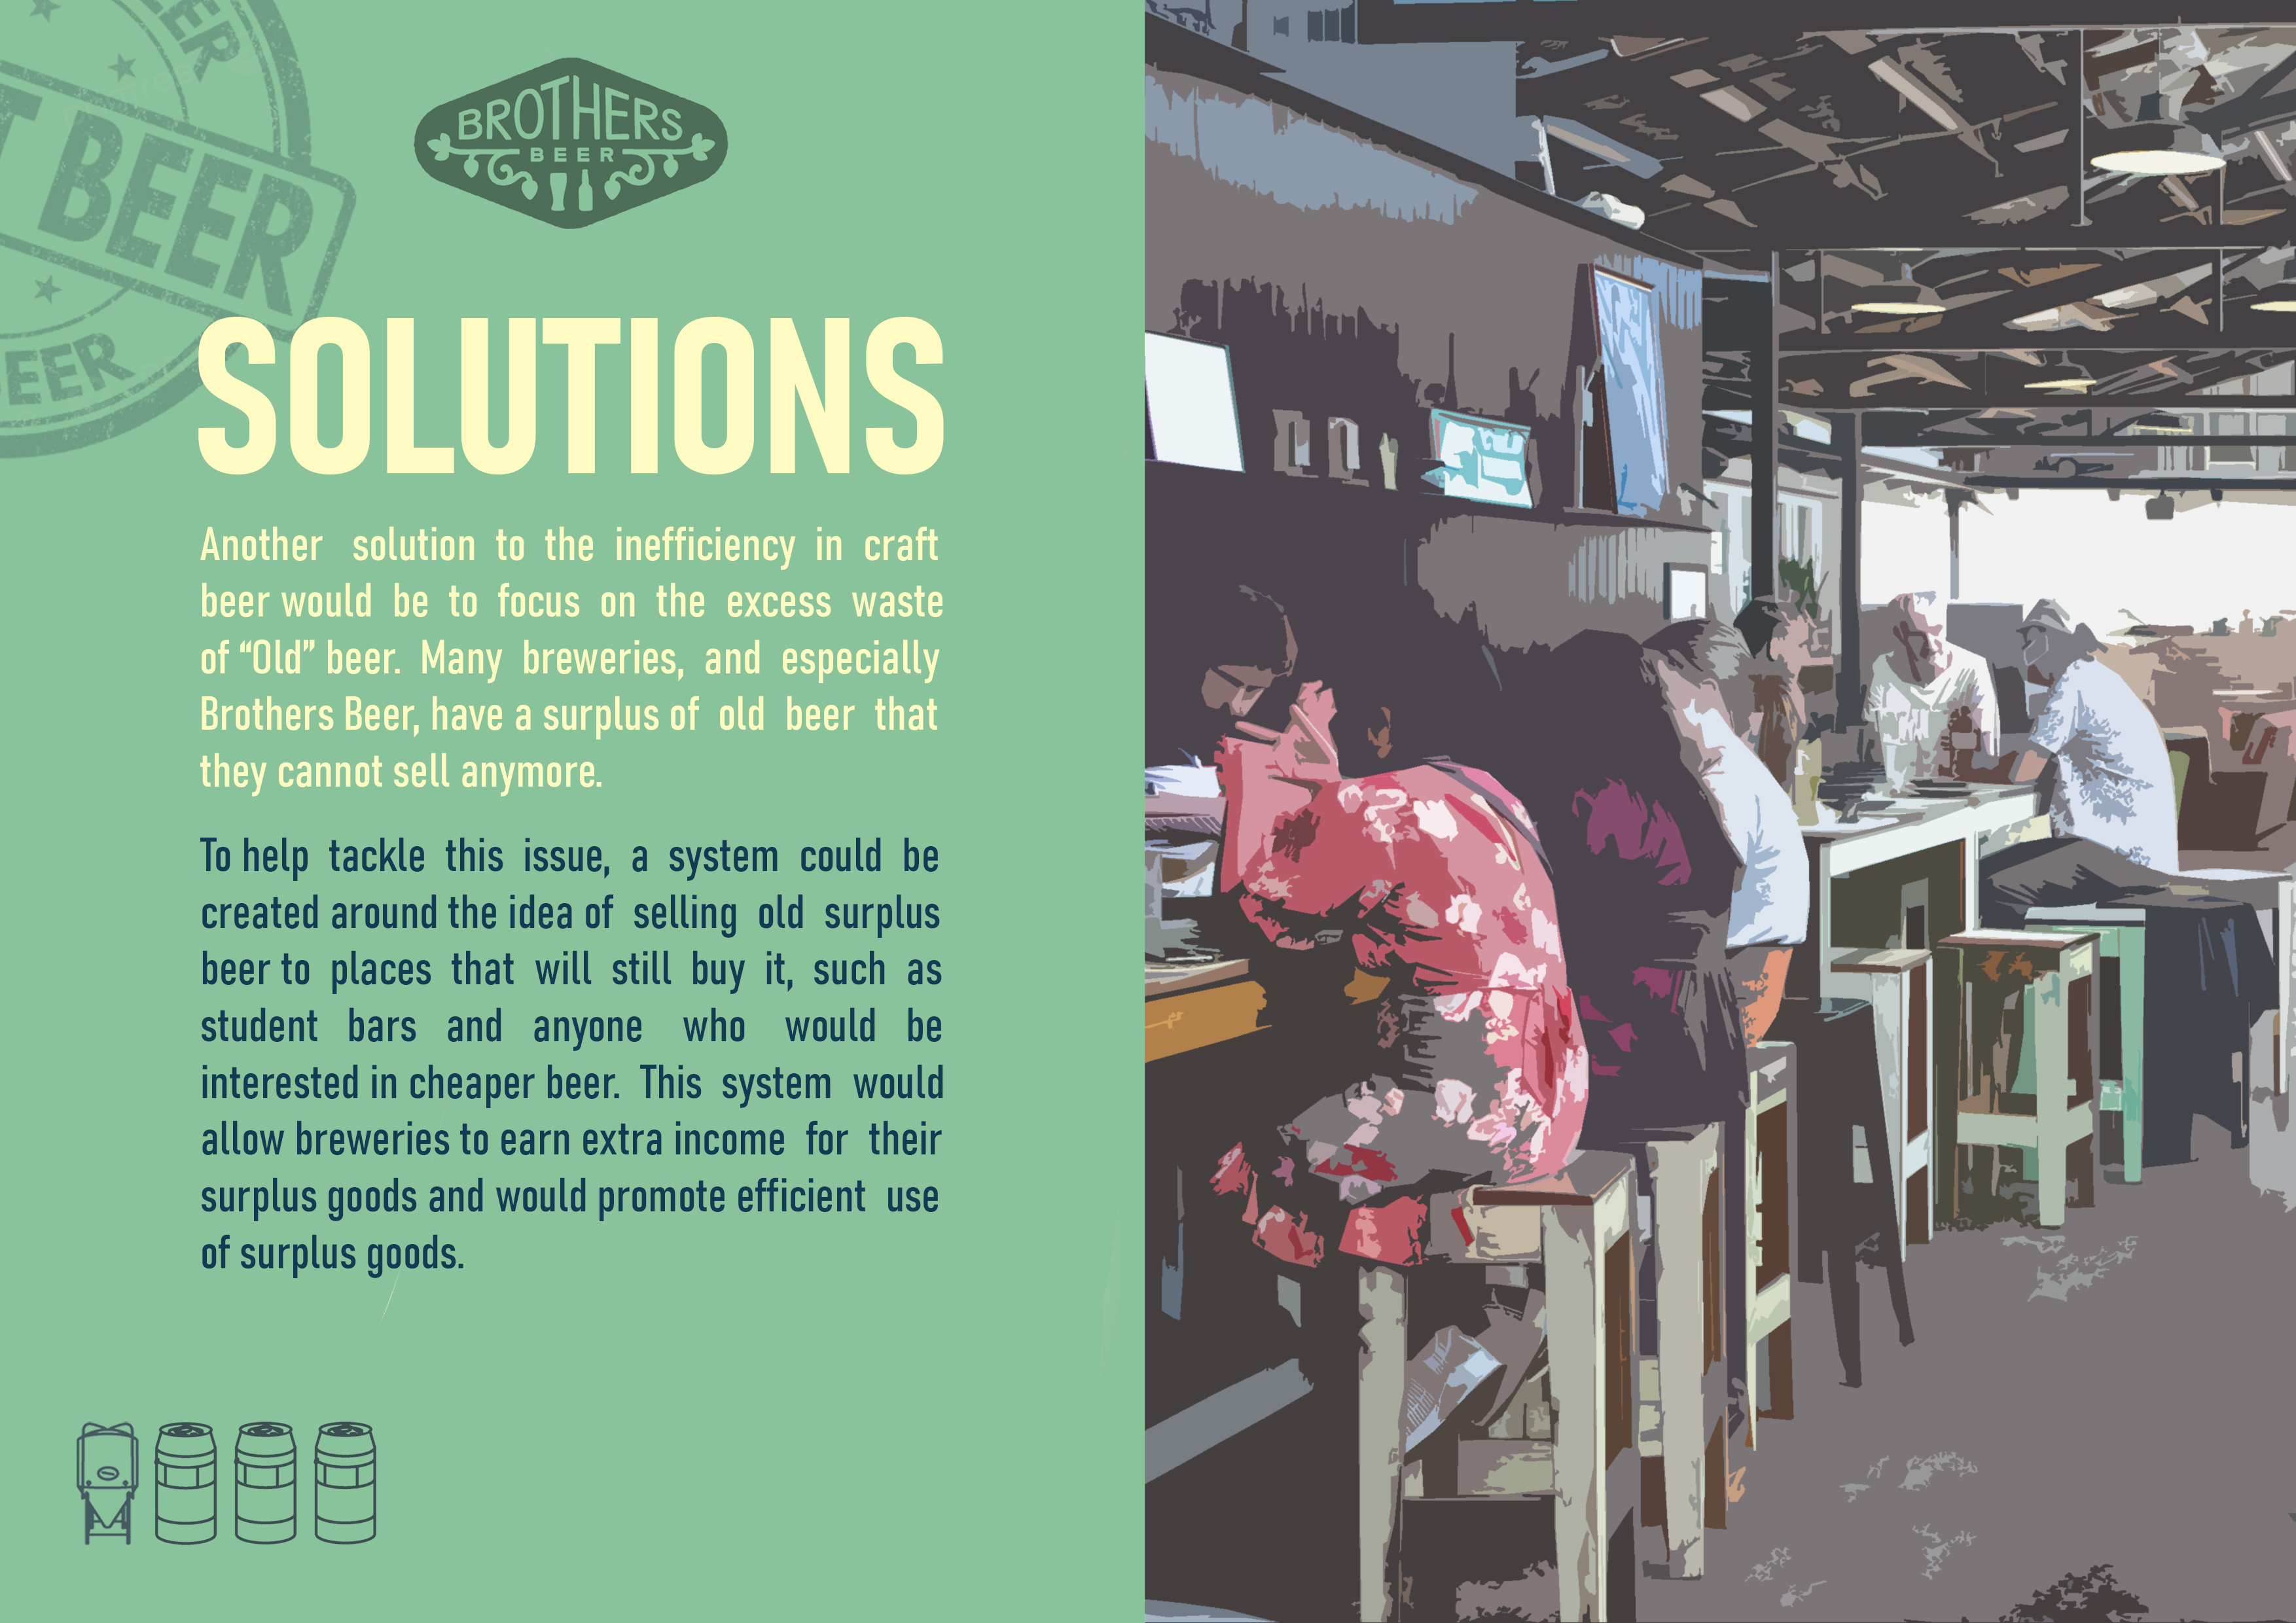 BEER
T BEER
EER
BROTHERS
BEER
SOLUTIONS
Another solution to the inefficiency in craft
beer would be to focus on the excess waste
of “Old” beer. Many breweries, and especially
Brothers Beer, have a surplus of old beer that
they cannot sell anymore.
To help tackle this issue, a system could be
created around the idea of selling old surplus
beer to places that will still buy it, such as
student bars and anyone who would be
interested in cheaper beer. This system would
allow breweries to earn extra income for their
surplus goods and would promote efficient use
of surplus goods.